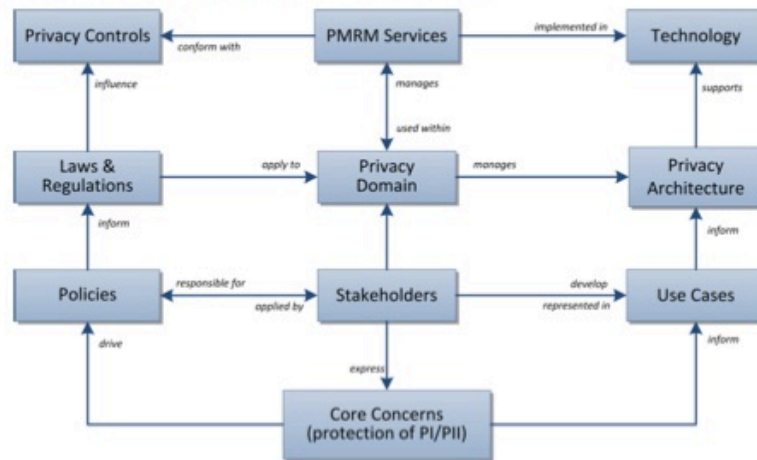 Privacy Controls
PMRM Services
Technology
conform with
implemented in
influence
manages
supports
used within
Laws &
Regulations
apply to
Privacy
Domain
manages
Privacy
Architecture
inform
inform
Policies
responsible for
applied by
Stakeholders
develop
represented in
Use Cases
drive
express
inform
Core Concerns
(protection of PI/PII)